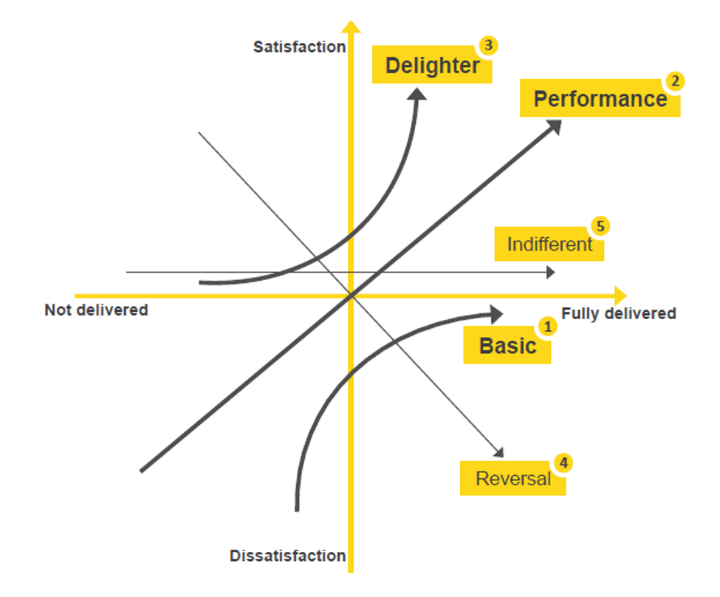 Satisfaction
3
Delighter
2
Performance
5
Indifferent
Not delivered
Fully delivered
1
Basic
4
Reversal
Dissatisfaction